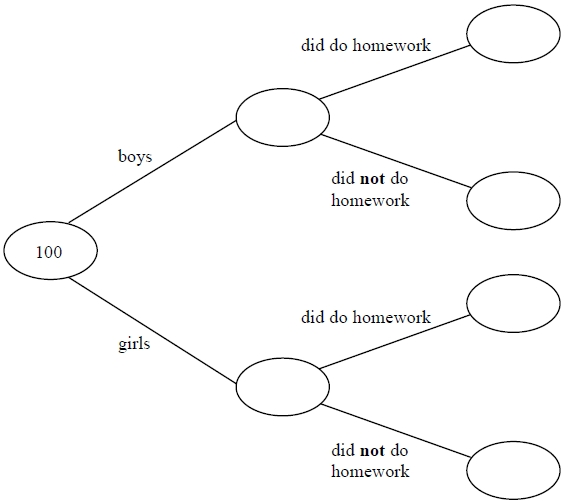 did do homework
boys
did not do
homework
100
did do homework
girls
did not do
homework